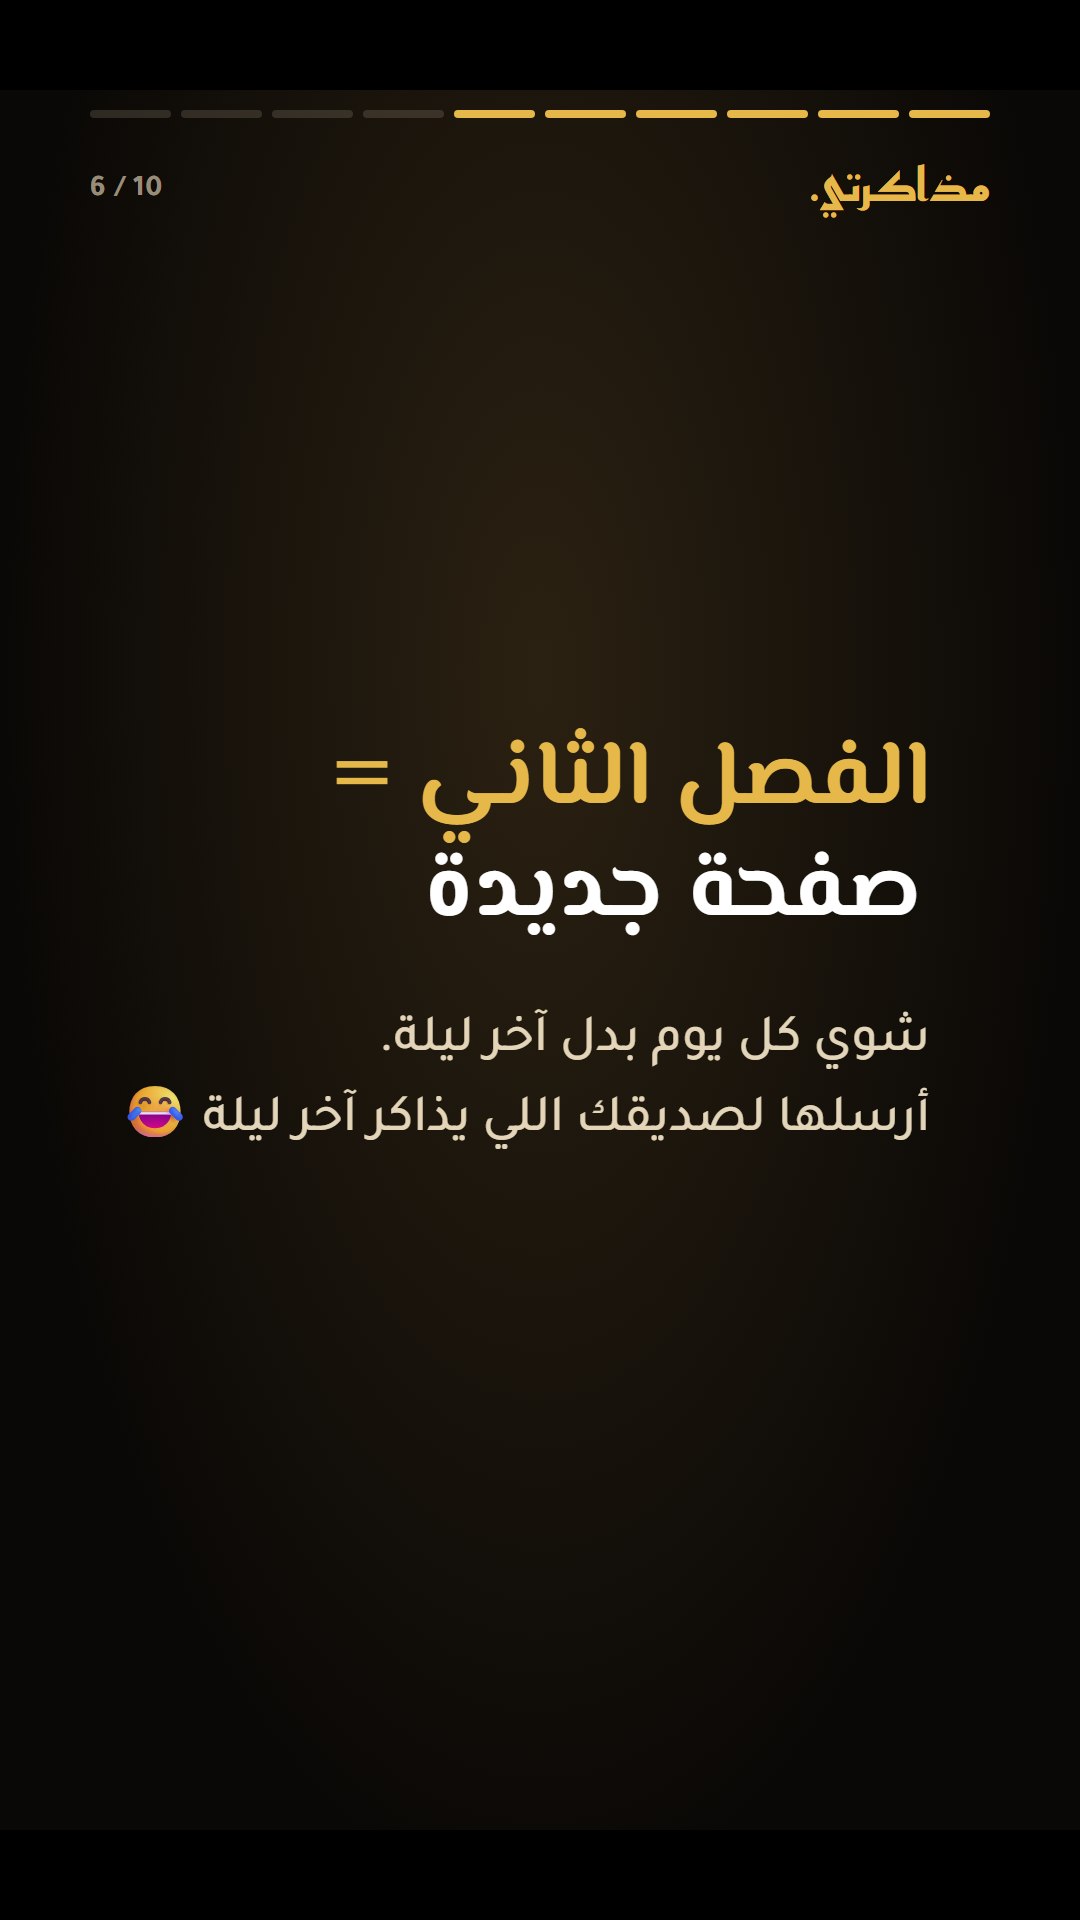 مذاكرتي.
6 / 10
الفصل الثاني =
صفحة جديدة
شوي كل يوم بدل آخر ليلة.
أرسلها لصديقك اللي يذاكر آخر ليلة 😂